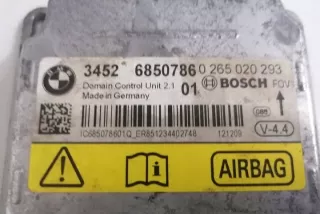 3452 6850786 0 265 020 293
Domain Control Unit 2.1 01 BOSCH
Made in Germany
V-4.4
IC685078601Q_ER851234402748 121209
AIRBAG